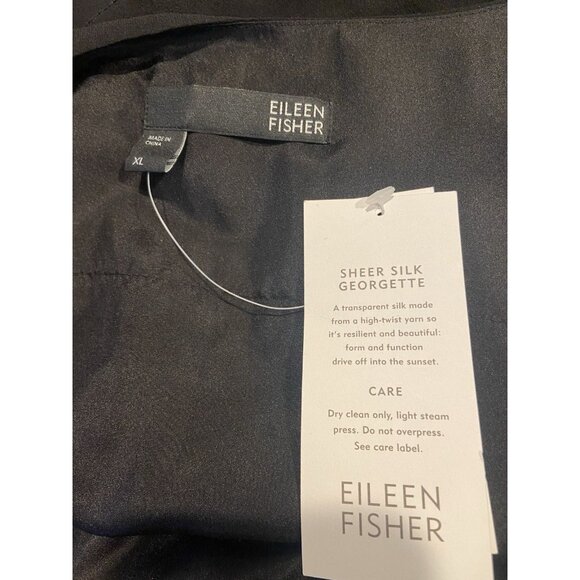 EILEEN
FISHER
MADE IN
CHINA
XL
SHEER SILK
GEORGETTE
A transparent silk made
from a high-twist yarn so
it's resilient and beautiful:
form and function
drive off into the sunset.
CARE
Dry clean only, light steam
press. Do not overpress.
See care label.
EILEEN
FISHER